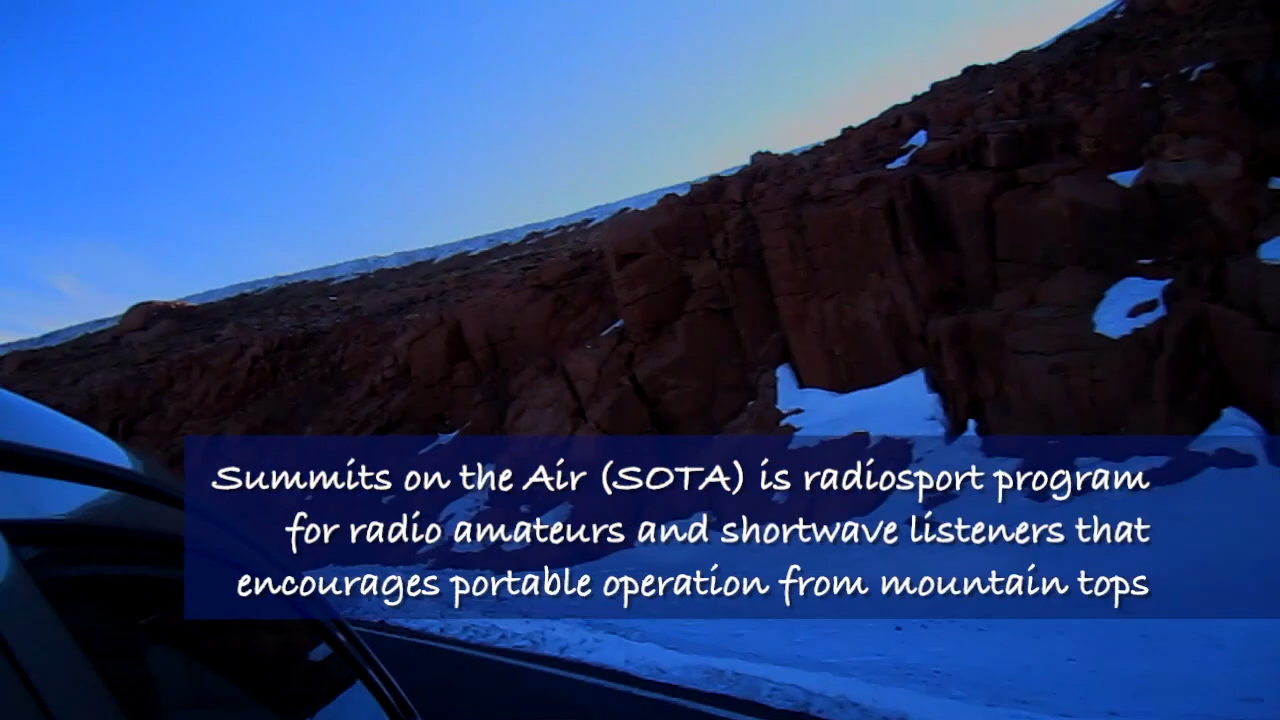 Summits on the Air (SOTA) is radiosport program
for radio amateurs and shortwave listeners that
encourages portable operation from mountain tops